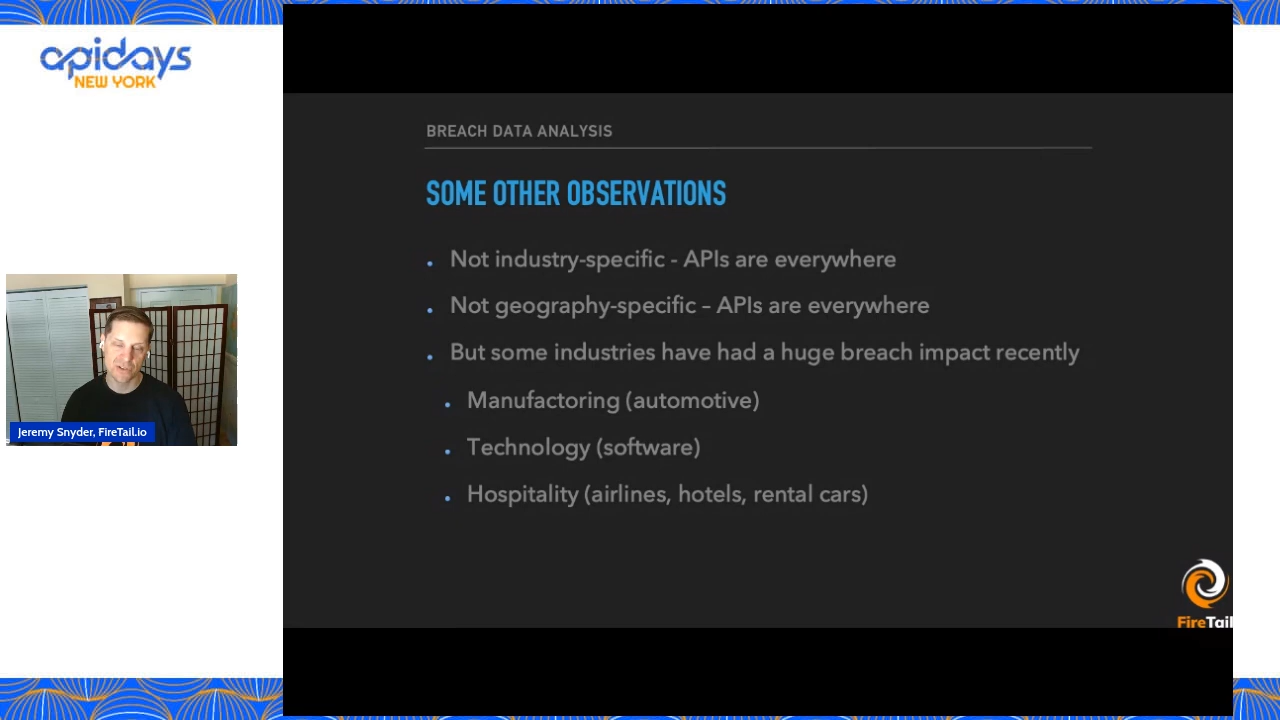 apidays
NEW YORK
BREACH DATA ANALYSIS
SOME OTHER OBSERVATIONS
• Not industry-specific - APIs are everywhere
• Not geography-specific – APIs are everywhere
• But some industries have had a huge breach impact recently
• Manufactoring (automotive)
• Technology (software)
• Hospitality (airlines, hotels, rental cars)
Jeremy Snyder, FireTail.io
FireTail